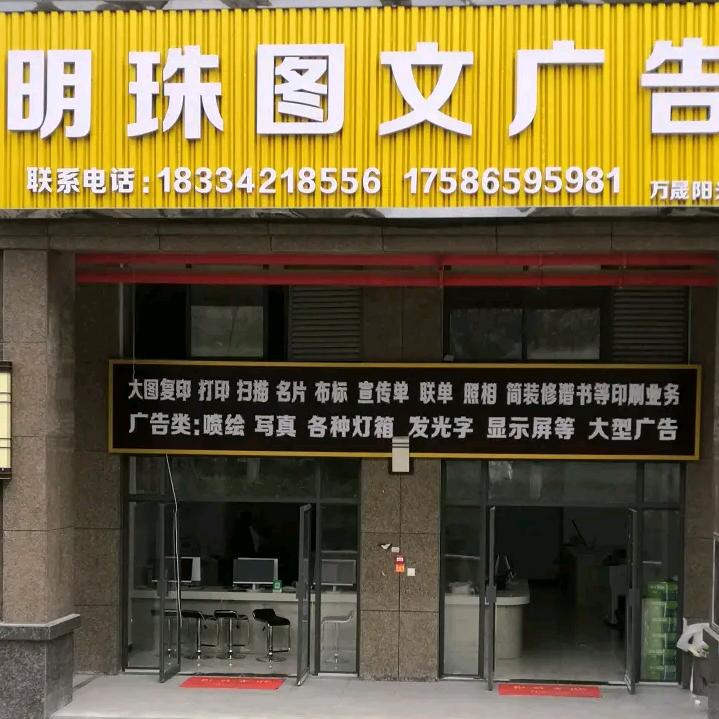 明珠图文广告
联系电话:18334218556 17586595981 万晟阳
大图复印 打印 扫描 名片 布标 宣传单 联单 照相 简装修谱书等印刷业务
广告类:喷绘 写真 各种灯箱 发光字 显示屏等 大型广告